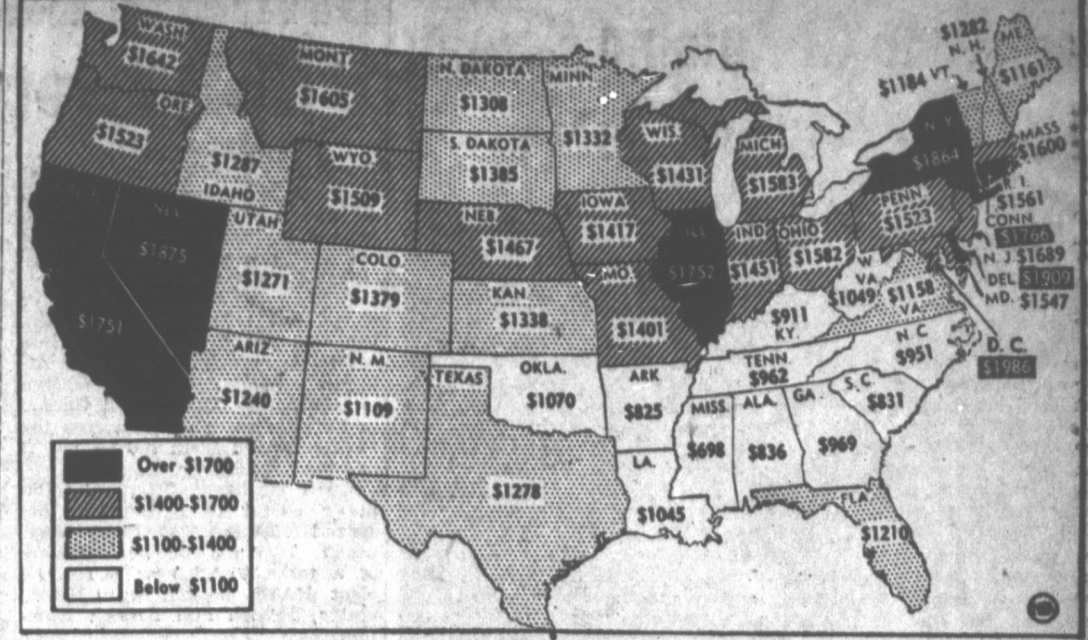 WASH.
$1642
ORE.
$1523
MONT.
$1605
$1287
IDAHO
WYO.
$1509
NEV.
$1875
$1751
UTAH
$1271
COLO.
$1379
ARIZ
$1240
N. M.
$1109
N. DAKOTA
$1308
S. DAKOTA
$1385
NEB.
$1467
KAN.
$1338
OKLA.
$1070
TEXAS
$1278
MINN.
$1332
IOWA
$1417
MO.
$1401
ARK
$825
LA.
$1045
WIS.
$1431
ILL
$1752
MICH
$1583
IND
$1451
OHIO
$1582
$911
KY.
TENN.
$962
MISS.
$698
ALA.
$836
GA.
$969
FLA.
$1210
S. C
$831
N C
$951
$1158
VA.
W
VA.
$1049
PENN.
$1523
N. Y.
$1864
$1184 VT.
$1282
N. H.
ME.
$1161
MASS
$1600
R. I.
$1561
CONN
$1766
N. J. $1689
DEL. $1909
MD. $1547
D. C.
$1986
Over $1700
$1400-$1700
$1100-$1400
Below $1100